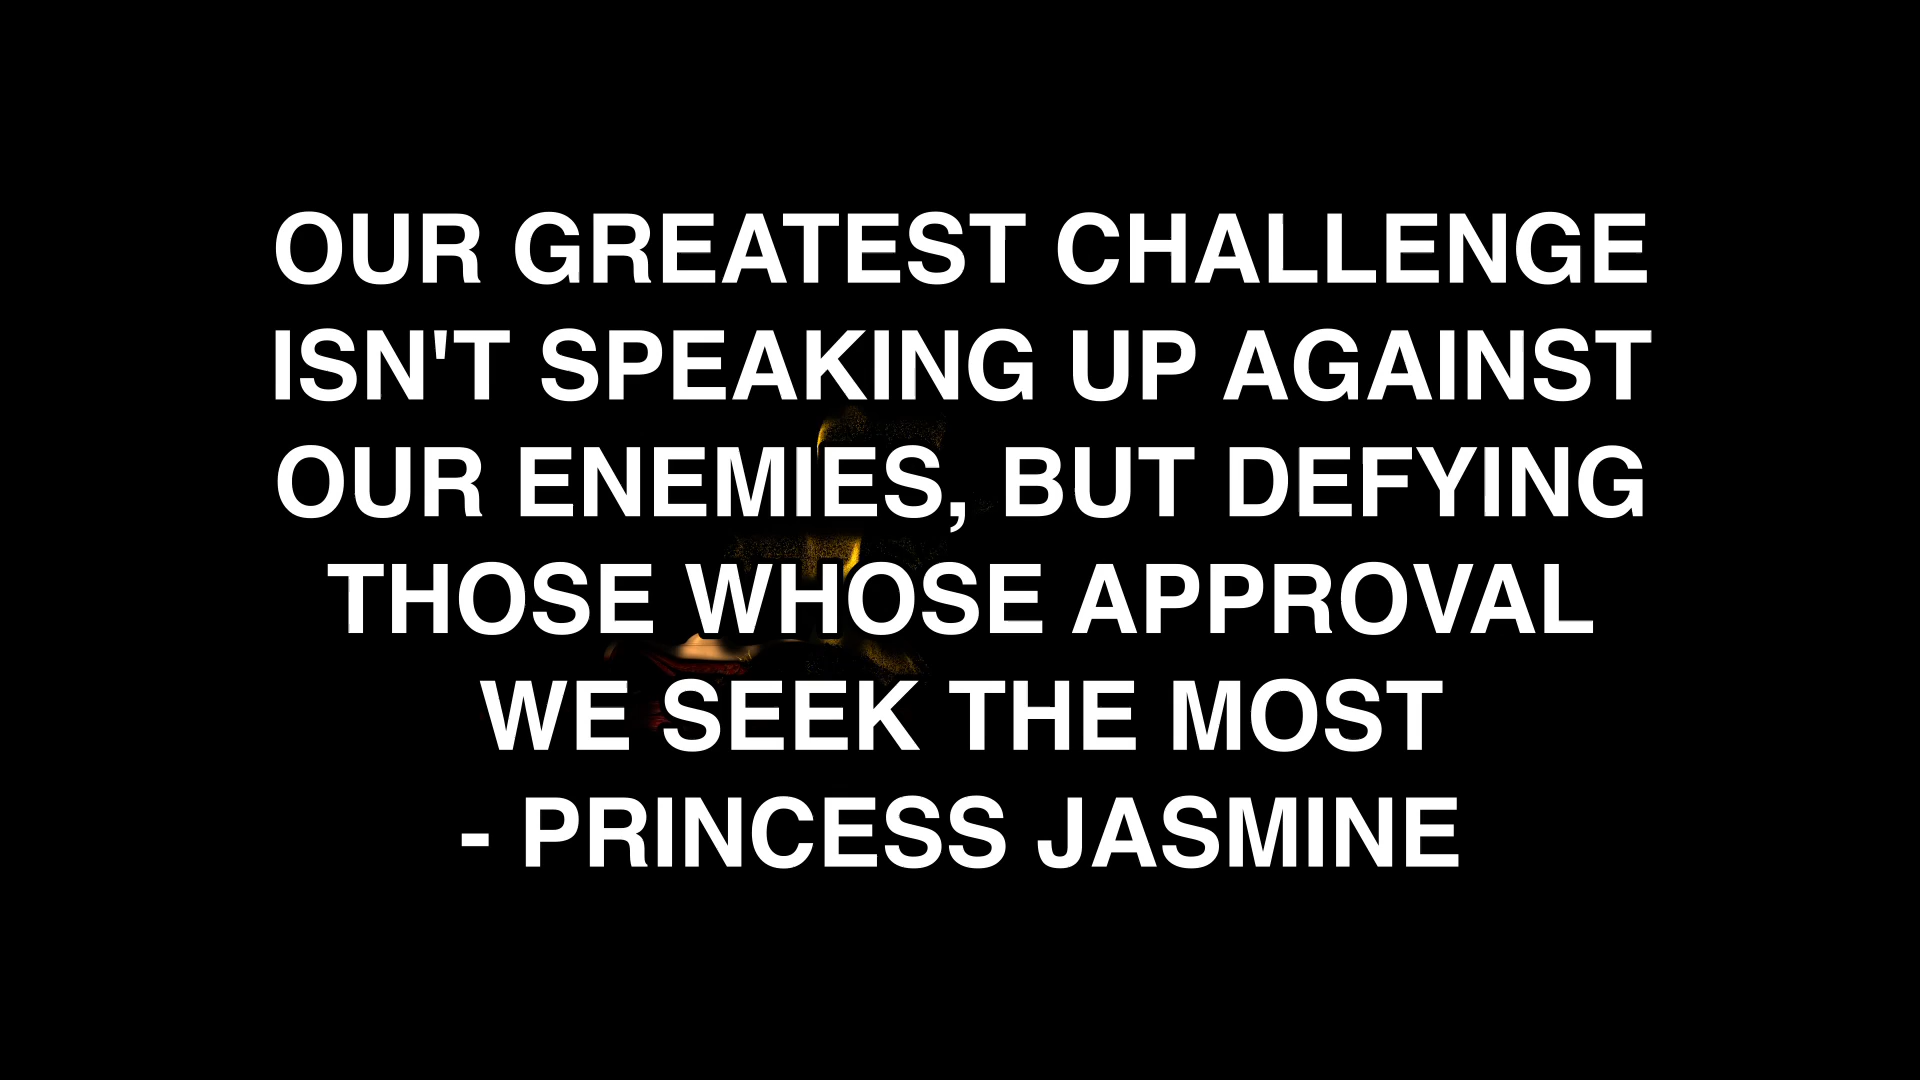 OUR GREATEST CHALLENGE
ISN'T SPEAKING UP AGAINST
OUR ENEMIES, BUT DEFYING
THOSE WHOSE APPROVAL
WE SEEK THE MOST
- PRINCESS JASMINE